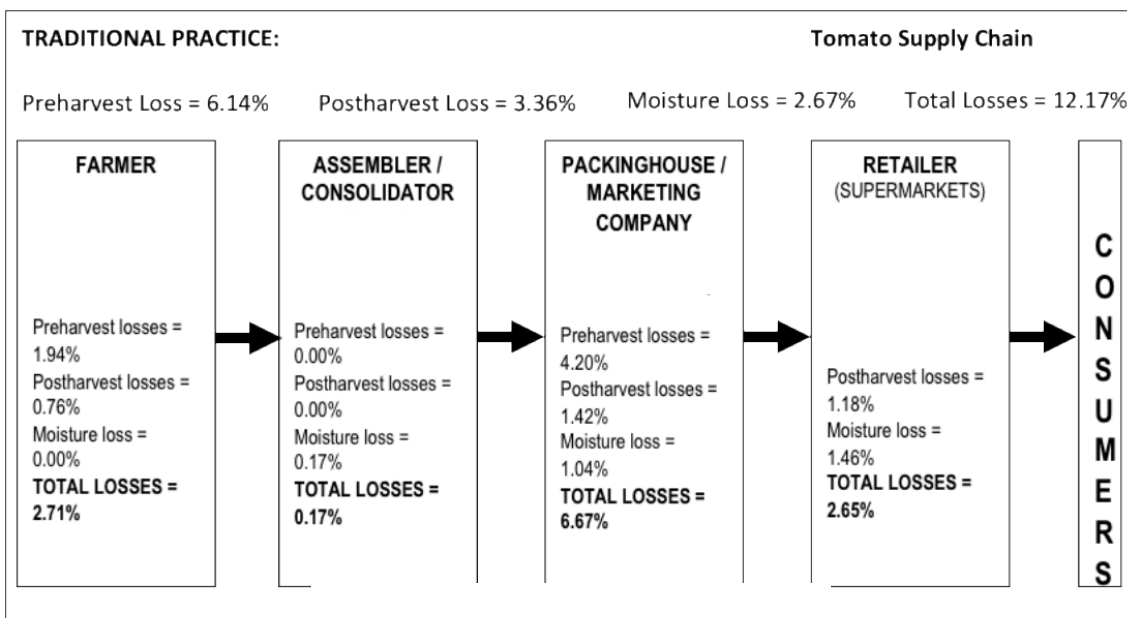 TRADITIONAL PRACTICE:
Tomato Supply Chain
Preharvest Loss = 6.14%
Postharvest Loss = 3.36%
Moisture Loss = 2.67%
Total Losses = 12.17%
FARMER
Preharvest losses =
1.94%
Postharvest losses =
0.76%
Moisture loss =
0.00%
TOTAL LOSSES =
2.71%
ASSEMBLER /
CONSOLIDATOR
Preharvest losses =
0.00%
Postharvest losses =
0.00%
Moisture loss =
0.17%
TOTAL LOSSES =
0.17%
PACKINGHOUSE /
MARKETING
COMPANY
Preharvest losses =
4.20%
Postharvest losses =
1.42%
Moisture loss =
1.04%
TOTAL LOSSES =
6.67%
RETAILER
(SUPERMARKETS)
Postharvest losses =
1.18%
Moisture loss =
1.46%
TOTAL LOSSES =
2.65%
CONSUMERS